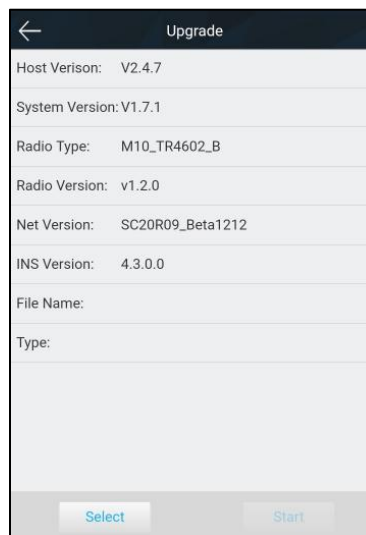 Upgrade
Host Verison: V2.4.7
System Version: V1.7.1
Radio Type: M10_TR4602_B
Radio Version: v1.2.0
Net Version: SC20R09_Beta1212
INS Version: 4.3.0.0
File Name:
Type:
Select Start